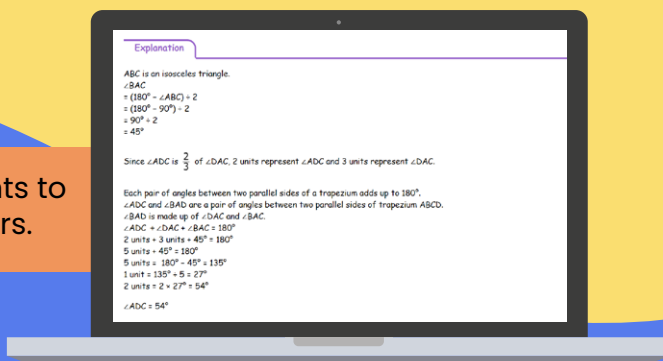 Explanation
ABC is an isosceles triangle.
∠BAC
= (180° - ∠ABC) ÷ 2
= (180° - 90°) ÷ 2
= 90° ÷ 2
= 45°
Since ∠ADC is 2/3 of ∠DAC, 2 units represent ∠ADC and 3 units represent ∠DAC.
Each pair of angles between two parallel sides of a trapezium adds up to 180°.
∠ADC and ∠BAD are a pair of angles between two parallel sides of trapezium ABCD.
∠BAD is made up of ∠DAC and ∠BAC.
∠ADC + ∠DAC + ∠BAC = 180°
2 units + 3 units + 45° = 180°
5 units + 45° = 180°
5 units = 180° - 45° = 135°
1 unit = 135° ÷ 5 = 27°
2 units = 2 × 27° = 54°
∠ADC = 54°
ts to
rs.